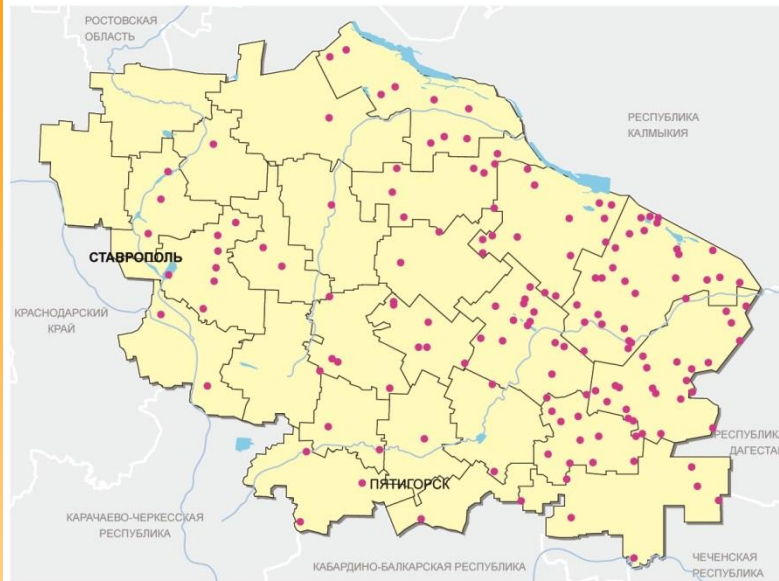 РОСТОВСКАЯ
ОБЛАСТЬ
РЕСПУБЛИКА
КАЛМЫКИЯ
СТАВРОПОЛЬ
КРАСНОДАРСКИЙ
КРАЙ
РЕСПУБЛИКА
ДАГЕСТАН
ПЯТИГОРСК
КАРАЧАЕВО-ЧЕРКЕССКАЯ
РЕСПУБЛИКА
КАБАРДИНО-БАЛКАРСКАЯ РЕСПУБЛИКА
ЧЕЧЕНСКАЯ
РЕСПУБЛИКА